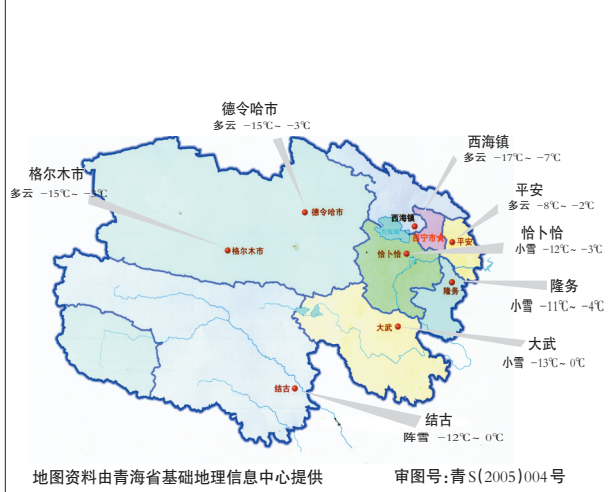 德令哈市
多云 -15℃~ -3℃
西海镇
多云 -17℃~ -7℃
格尔木市
多云 -15℃~
平安
多云 -8℃~ -2℃
恰卜恰
小雪 -12℃~ -3℃
隆务
小雪 -11℃~ -4℃
大武
小雪 -13℃~ 0℃
结古
阵雪 -12℃~ 0℃
德令哈市
西海镇
西宁市
平安
格尔木市
恰卜恰
隆务
大武
结古
地图资料由青海省基础地理信息中心提供
审图号:青S(2005)004号